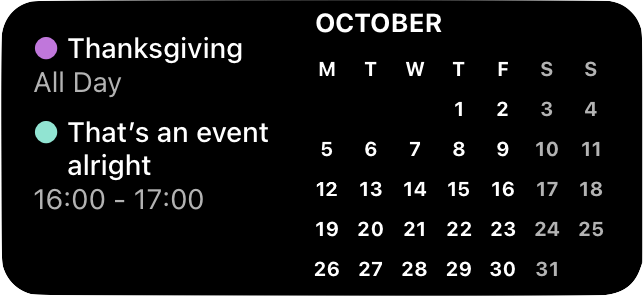 Thanksgiving
All Day
That’s an event
alright
16:00 - 17:00
OCTOBER
M T W T F S S
1 2 3 4
5 6 7 8 9 10 11
12 13 14 15 16 17 18
19 20 21 22 23 24 25
26 27 28 29 30 31